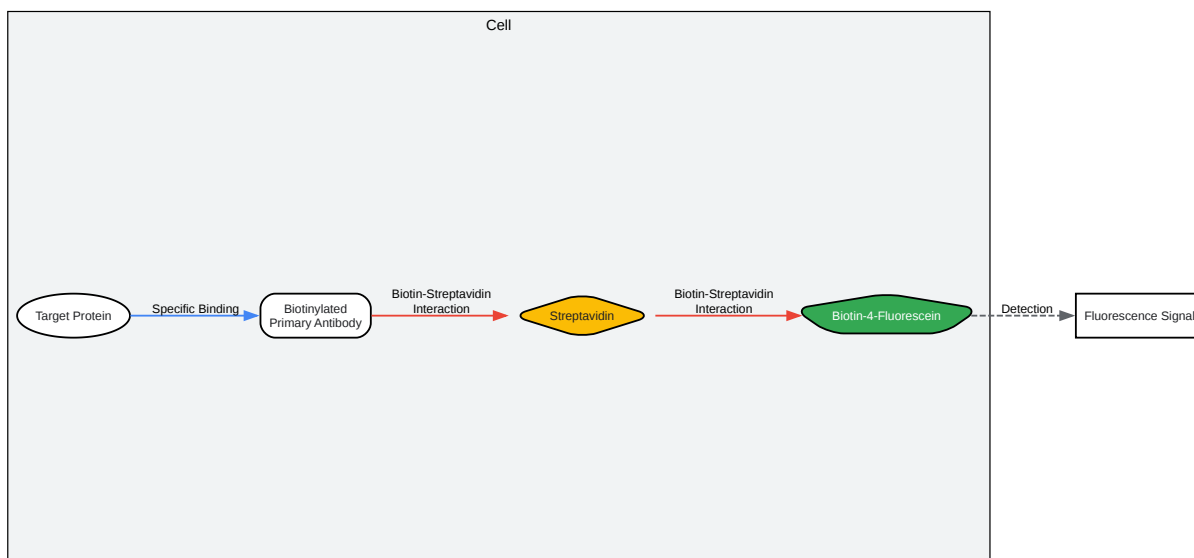 Cell
Target Protein
Specific Binding
Biotinylated
Primary Antibody
Biotin-Streptavidin
Interaction
Streptavidin
Biotin-Streptavidin
Interaction
Biotin-4-Fluorescein
Detection
Fluorescence Signal